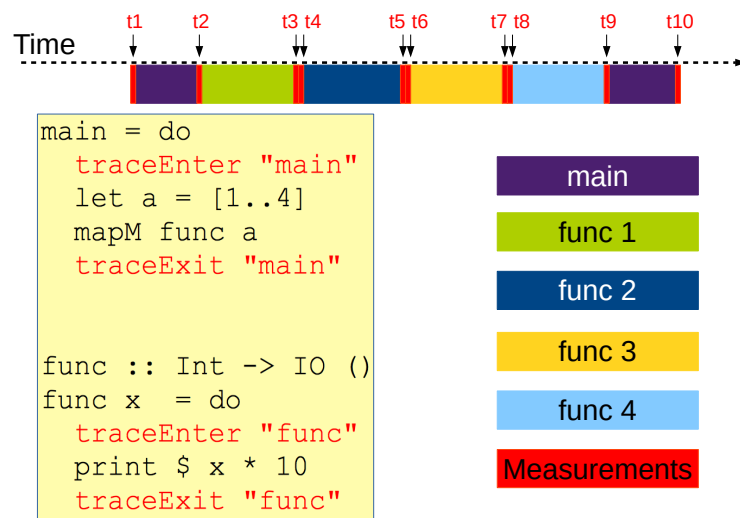 t1 t2 t3 t4 t5 t6 t7 t8 t9 t10
Time
main = do
traceEnter "main"
let a = [1..4]
mapM func a
traceExit "main"
func :: Int -> IO ()
func x  = do
traceEnter "func"
print $ x * 10
traceExit "func"
main
func 1
func 2
func 3
func 4
Measurements